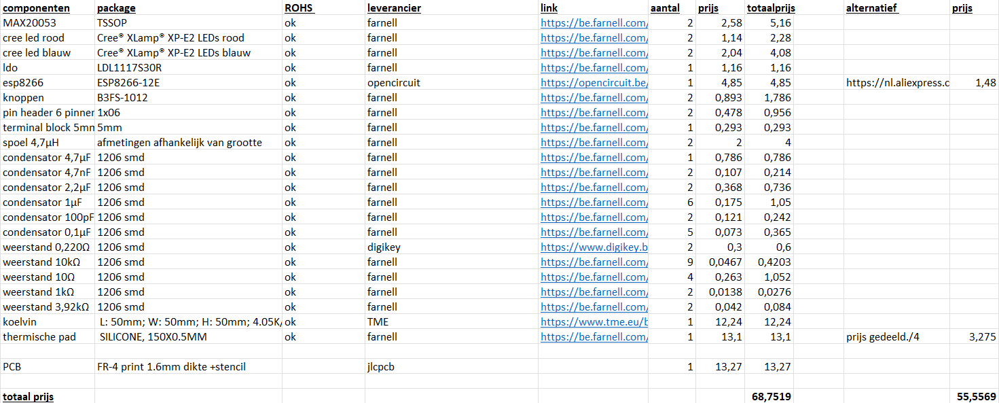 componenten package ROHS leverancier link aantal prijs totaalprijs alternatief prijs
MAX20053 TSSOP ok farnell https://be.farnell.com/ 2 2,58 5,16
cree led rood Cree® XLamp® XP-E2 LEDs rood ok farnell https://be.farnell.com/ 2 1,14 2,28
cree led blauw Cree® XLamp® XP-E2 LEDs blauw ok farnell https://be.farnell.com/ 2 2,04 4,08
ldo LDL1117S30R ok farnell https://be.farnell.com/ 1 1,16 1,16
esp8266 ESP8266-12E ok opencircuit https://opencircuit.be/ 1 4,85 4,85 https://nl.aliexpress.c 1,48
knoppen B3FS-1012 ok farnell https://be.farnell.com/ 2 0,893 1,786
pin header 6 pinner 1x06 ok farnell https://be.farnell.com/ 2 0,478 0,956
terminal block 5mm 5mm ok farnell https://be.farnell.com/ 1 0,293 0,293
spoel 4,7µH afmetingen afhankelijk van grootte ok farnell https://be.farnell.com/ 2 2 4
condensator 4,7µF 1206 smd ok farnell https://be.farnell.com/ 1 0,786 0,786
condensator 4,7nF 1206 smd ok farnell https://be.farnell.com/ 2 0,107 0,214
condensator 2,2µF 1206 smd ok farnell https://be.farnell.com/ 2 0,368 0,736
condensator 1µF 1206 smd ok farnell https://be.farnell.com/ 6 0,175 1,05
condensator 100pF 1206 smd ok farnell https://be.farnell.com/ 2 0,121 0,242
condensator 0,1µF 1206 smd ok farnell https://be.farnell.com/ 5 0,073 0,365
weerstand 0,220Ω 1206 smd ok digikey https://www.digikey.b 2 0,3 0,6
weerstand 10kΩ 1206 smd ok farnell https://be.farnell.com/ 9 0,0467 0,4203
weerstand 10Ω 1206 smd ok farnell https://be.farnell.com/ 4 0,263 1,052
weerstand 1kΩ 1206 smd ok farnell https://be.farnell.com/ 2 0,0138 0,0276
weerstand 3,92kΩ 1206 smd ok farnell https://be.farnell.com/ 2 0,042 0,084
koelvin L: 50mm; W: 50mm; H: 50mm; 4.05K/ ok TME https://www.tme.eu/b 1 12,24 12,24
thermische pad SILICONE, 150X0.5MM ok farnell https://be.farnell.com/ 1 13,1 13,1 prijs gedeeld./4 3,275
PCB FR-4 print 1.6mm dikte +stencil jlcpcb 1 13,27 13,27
totaal prijs 68,7519 55,5569